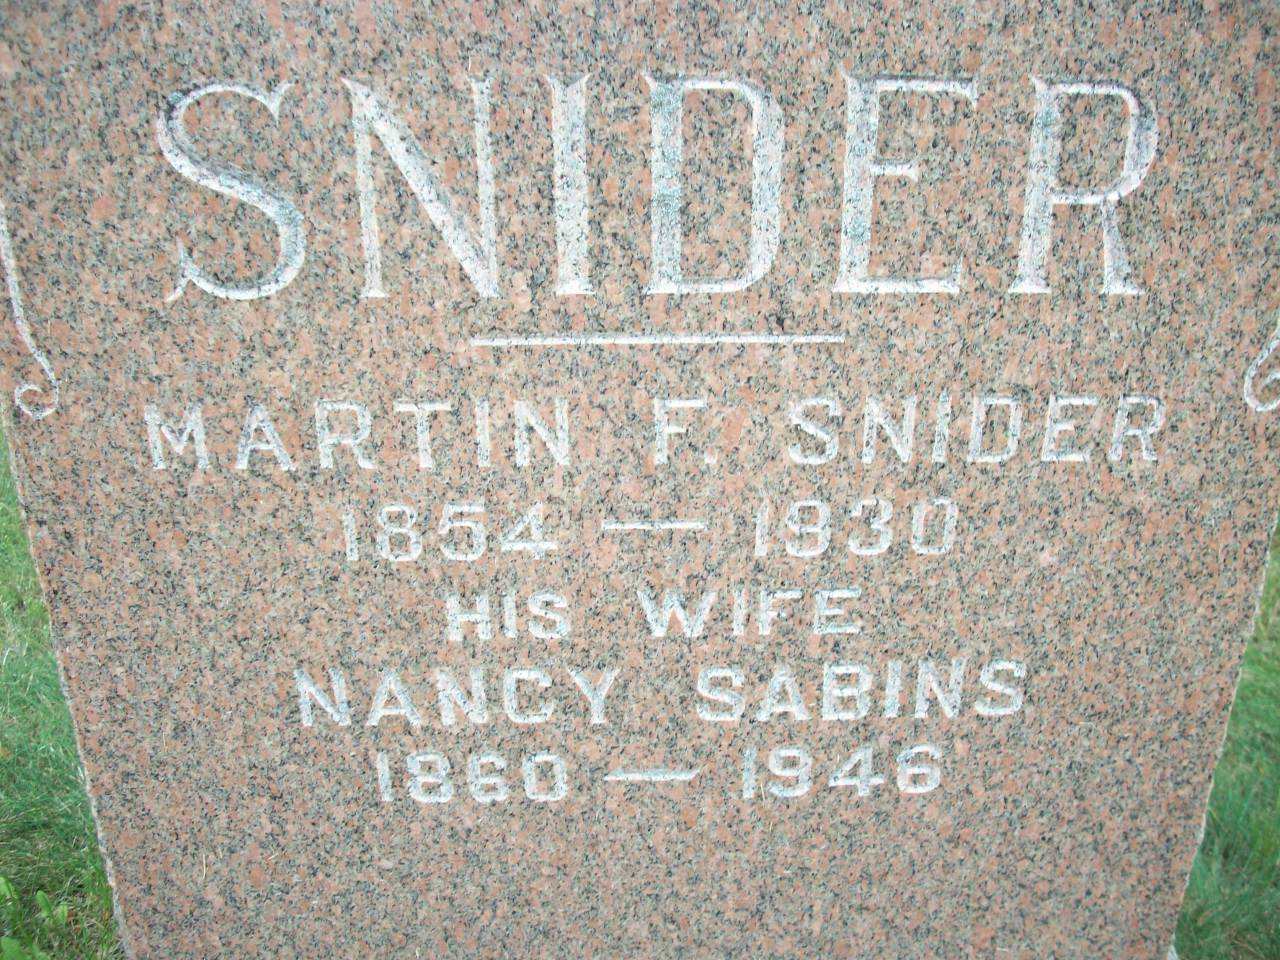 SNIDER
MARTIN F. SNIDER
1854 — 1930
HIS WIFE
NANCY SABINS
1860 — 1946